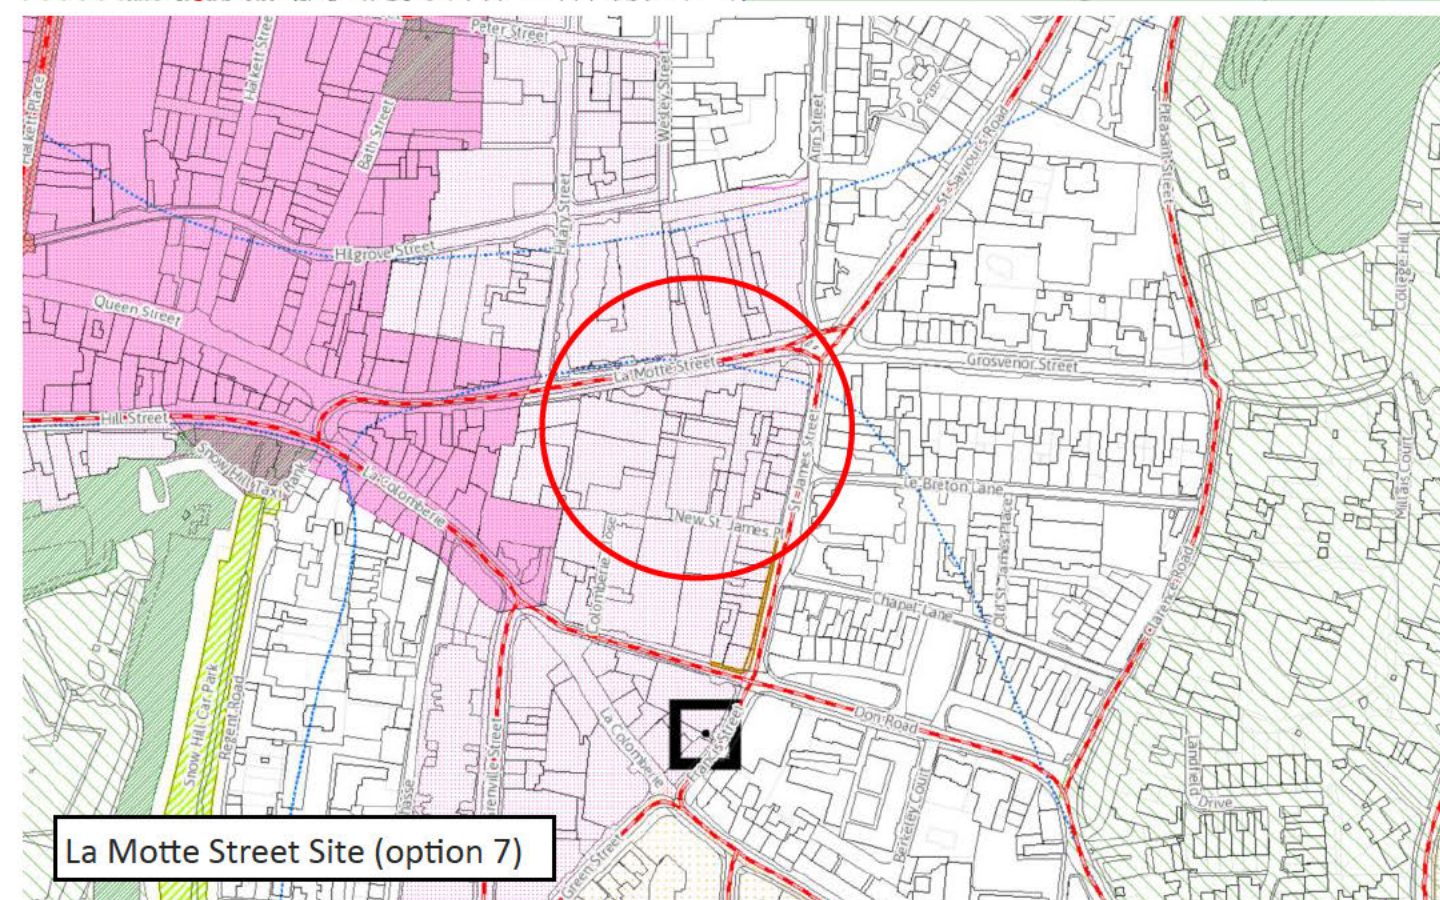 Peter Street
Halkett Street
Halkett Place
Bath Street
Wesley Street
Ann Street
St Saviour's Road
Pleasant Street
College Hill
Hilary Street
Hilgrove Street
Queen Street
La Motte Street
Grosvenor Street
Hill Street
Snow Hill Taxi Rank
La Colomberie
St James Street
Le Breton Lane
Millais Court
New St. James P
Colomberie Close
Old St James Place
Chapel Lane
Clarence Road
Snow Hill Car Park
Regent Road
La Colomberie
Francis Street
Don Road
Landfield
Drive
Berkeley Court
Green Street
La Motte Street Site (option 7)